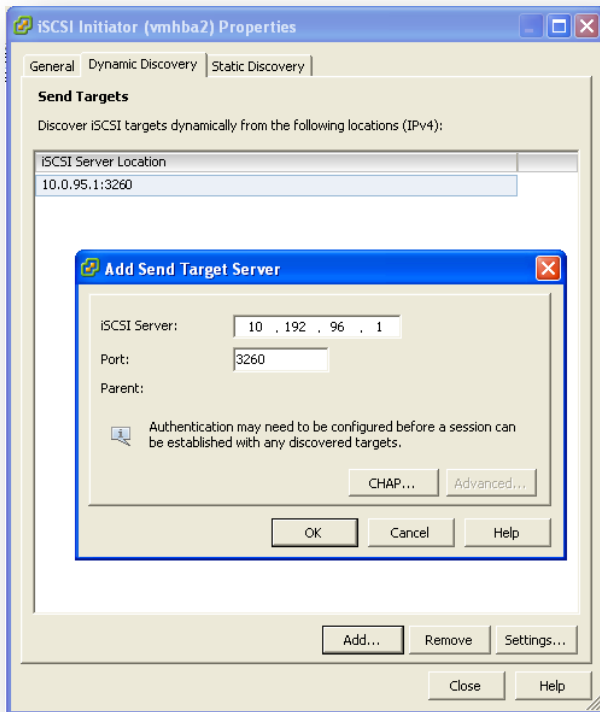 iSCSI Initiator (vmhba2) Properties
General Dynamic Discovery Static Discovery
Send Targets
Discover iSCSI targets dynamically from the following locations (IPv4):
iSCSI Server Location
10.0.95.1:3260
Add Send Target Server
iSCSI Server: 10 . 192 . 96 . 1
Port: 3260
Parent:
Authentication may need to be configured before a session can
be established with any discovered targets.
CHAP... Advanced...
OK Cancel Help
Add... Remove Settings...
Close Help